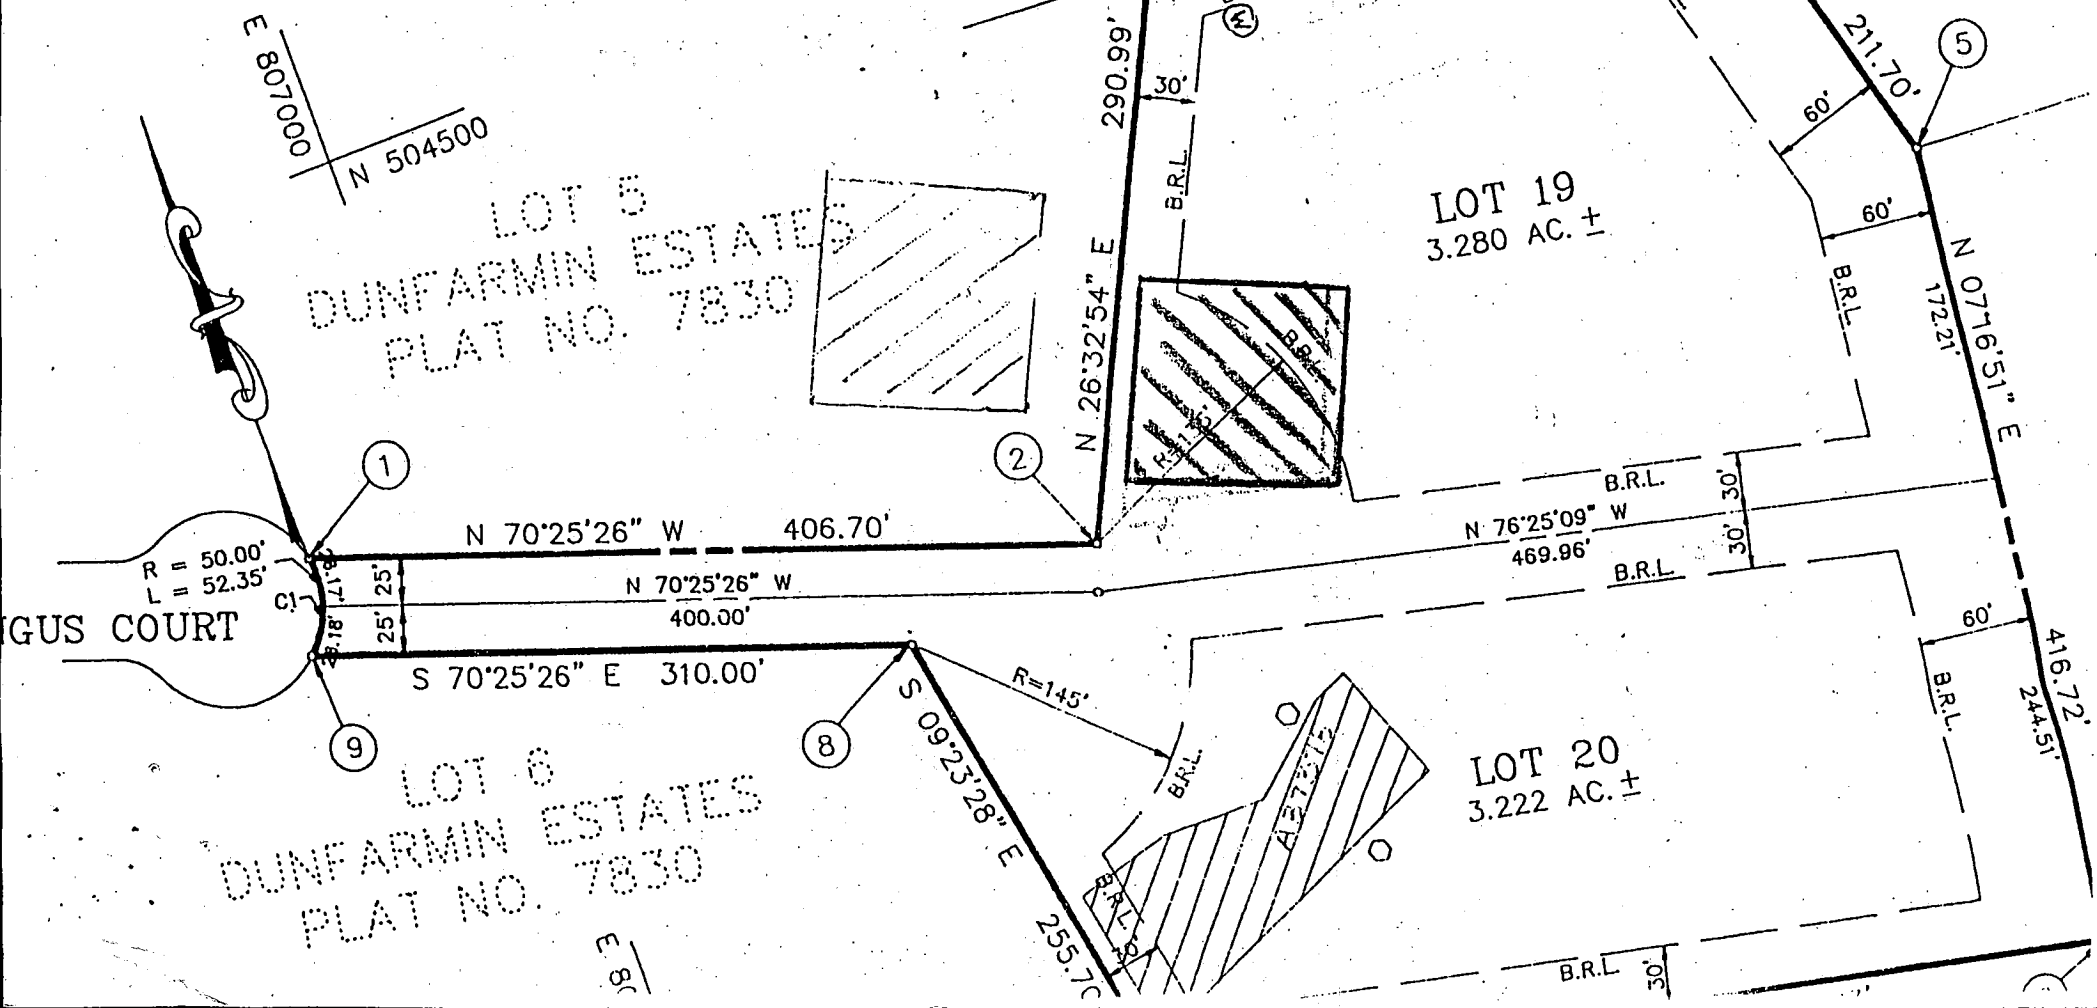 E 807000
N 504500
LOT 5
DUNFARMIN ESTATES
PLAT NO. 7830
290.99'
30'
B.R.L.
N 26°32'54" E
LOT 19
3.280 AC. ±
211.70'
5
60'
60'
B.R.L.
N 07°16'51" E
172.21'
B.R.L.
1
2
N 70°25'26" W 406.70'
R = 50.00'
L = 52.35'
C1
25'
25'
N 70°25'26" W
400.00'
GUS COURT
S 70°25'26" E 310.00'
B.R.L.
30'
N 76°25'09" W
469.96'
30'
B.R.L.
60'
416.72'
244.51'
B.R.L.
9
8
R=145'
B.R.L.
S 09°23'28" E
255.70
LOT 20
3.222 AC. ±
LOT 6
DUNFARMIN ESTATES
PLAT NO. 7830
B.R.L.
E 80
B.R.L.
30'